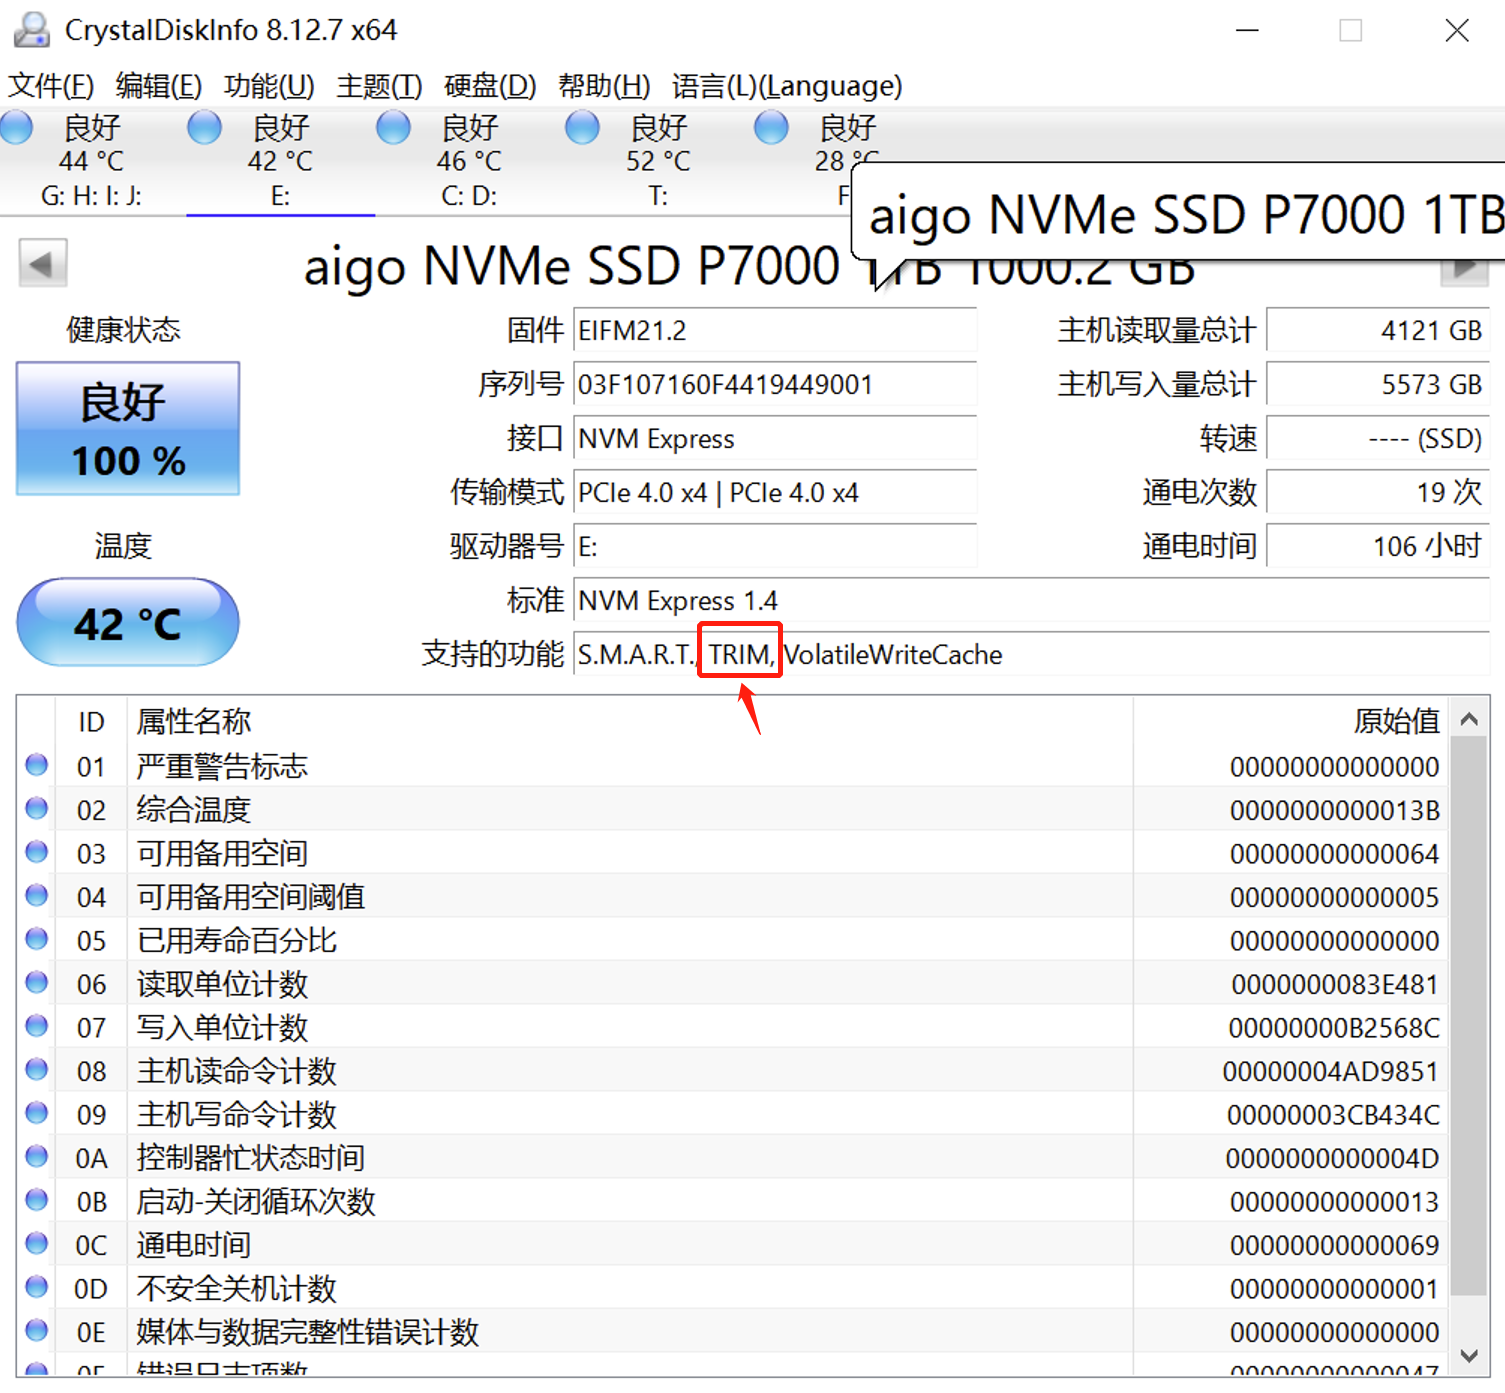 CrystalDiskInfo 8.12.7 x64
文件(F) 编辑(E) 功能(U) 主题(T) 硬盘(D) 帮助(H) 语言(L)(Language)
良好 良好 良好 良好 良好
44 °C 42 °C 46 °C 52 °C 28 °C
G: H: I: J: E: C: D: T: F
aigo NVMe SSD P7000 1TB
aigo NVMe SSD P7000 1TB 1000.2 GB
健康状态
良好
100 %
温度
42 °C
固件 EIFM21.2
主机读取量总计 4121 GB
序列号 03F107160F4419449001
主机写入量总计 5573 GB
接口 NVM Express
转速 ---- (SSD)
传输模式 PCIe 4.0 x4 | PCIe 4.0 x4
通电次数 19 次
驱动器号 E:
通电时间 106 小时
标准 NVM Express 1.4
支持的功能 S.M.A.R.T., TRIM, VolatileWriteCache
ID 属性名称 原始值
01 严重警告标志 00000000000000
02 综合温度 0000000000013B
03 可用备用空间 00000000000064
04 可用备用空间阈值 00000000000005
05 已用寿命百分比 00000000000000
06 读取单位计数 0000000083E481
07 写入单位计数 00000000B2568C
08 主机读命令计数 00000004AD9851
09 主机写命令计数 00000003CB434C
0A 控制器忙状态时间 0000000000004D
0B 启动-关闭循环次数 00000000000013
0C 通电时间 00000000000069
0D 不安全关机计数 00000000000001
0E 媒体与数据完整性错误计数 00000000000000
0F 错误日志项数 00000000000047